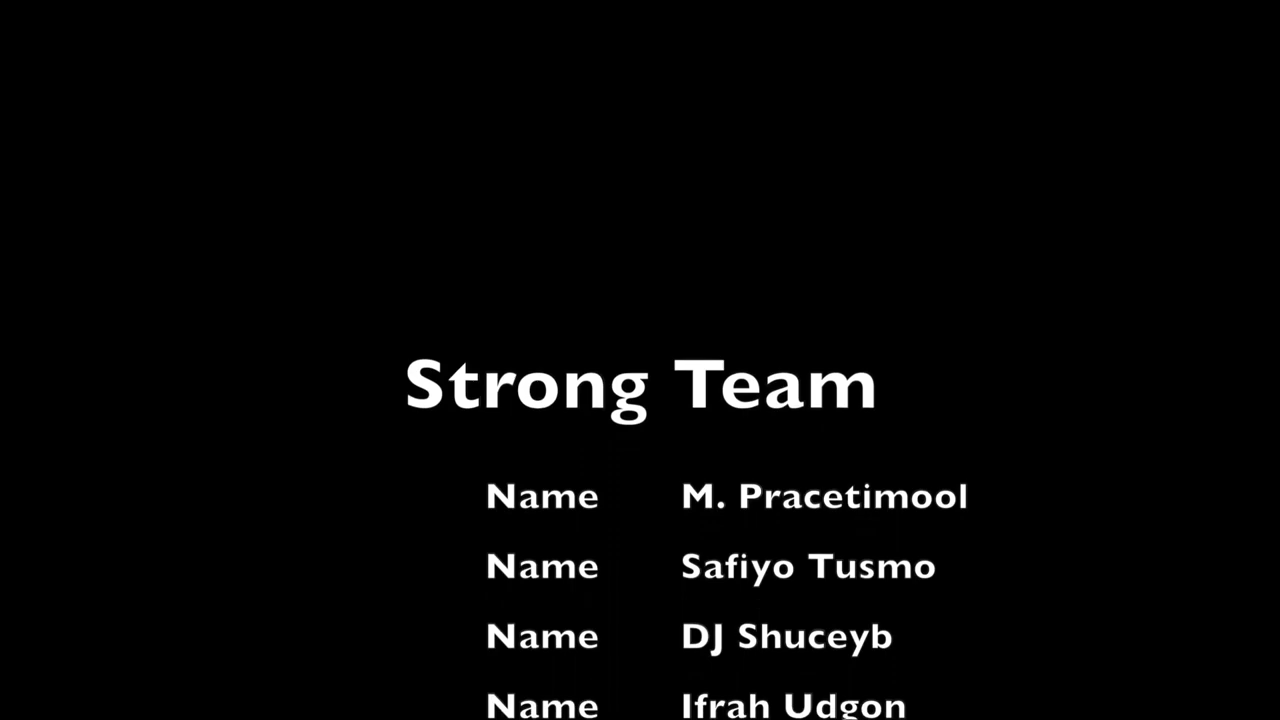 Strong Team
Name M. Pracetimool
Name Safiyo Tusmo
Name DJ Shuceyb
Name Ifrah Udgon